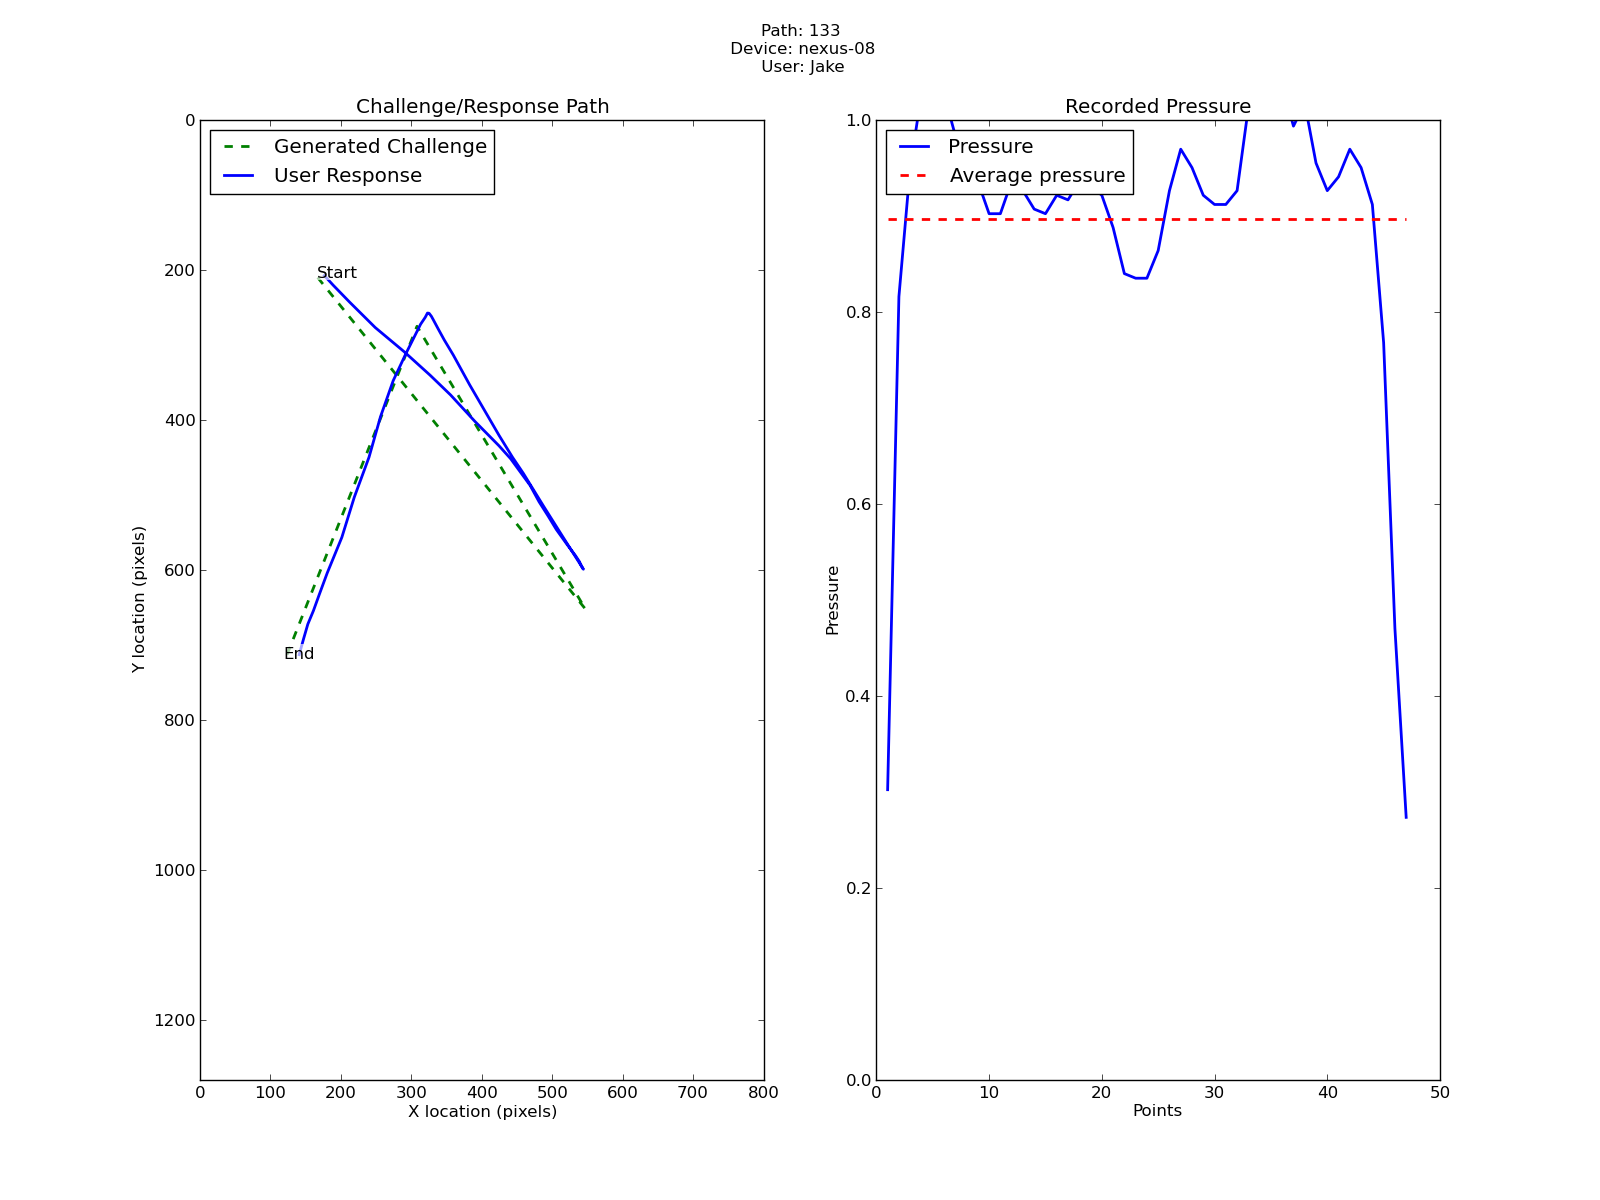 Path: 133
Device: nexus-08
User: Jake
Challenge/Response Path
Generated Challenge
User Response
Start
End
0
200
400
600
800
1000
1200
Y location (pixels)
0 100 200 300 400 500 600 700 800
X location (pixels)
Recorded Pressure
Pressure
Average pressure
1.0
0.8
0.6
0.4
0.2
0.0
Pressure
0 10 20 30 40 50
Points